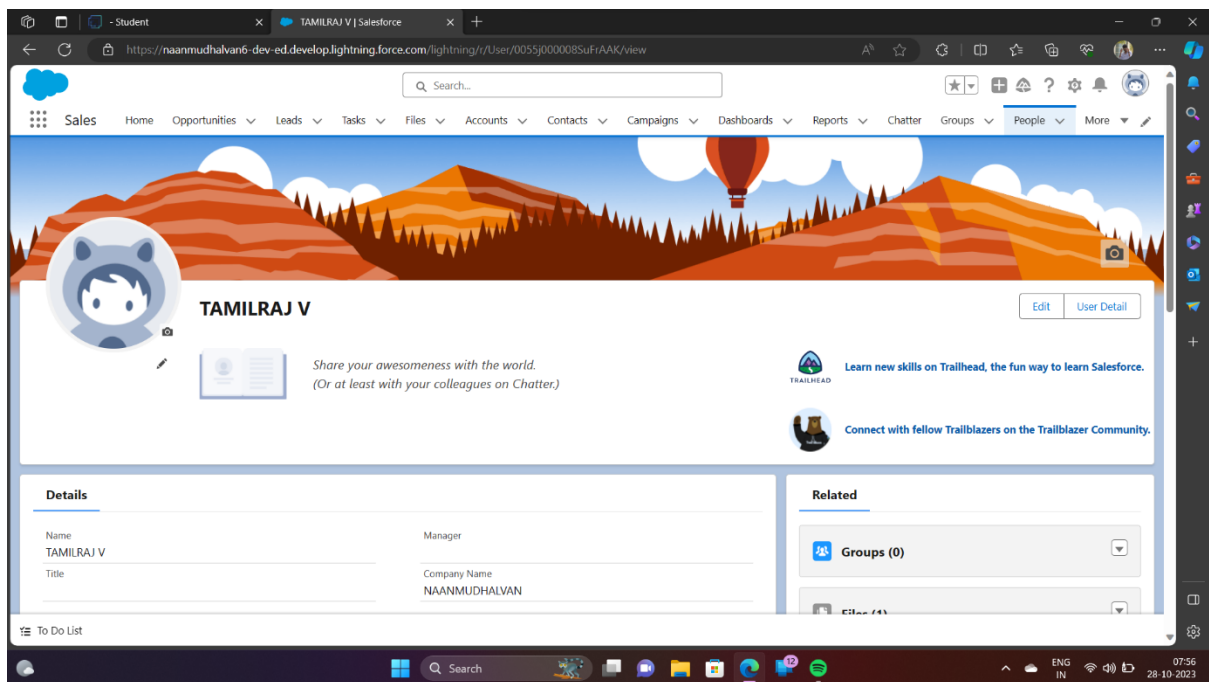 - Student
TAMILRAJ V | Salesforce
https://naanmudhalvan6-dev-ed.develop.lightning.force.com/lightning/r/User/0055j000008SuFrAAK/view
Search...
Sales Home Opportunities Leads Tasks Files Accounts Contacts Campaigns Dashboards Reports Chatter Groups People More
TAMILRAJ V
Edit User Detail
Share your awesomeness with the world.
(Or at least with your colleagues on Chatter.)
TRAILHEAD
Learn new skills on Trailhead, the fun way to learn Salesforce.
Connect with fellow Trailblazers on the Trailblazer Community.
Details
Name
TAMILRAJ V
Manager
Title
Company Name
NAANMUDHALVAN
Related
Groups (0)
Files (1)
To Do List
Search
12
ENG
IN
07:56
28-10-2023